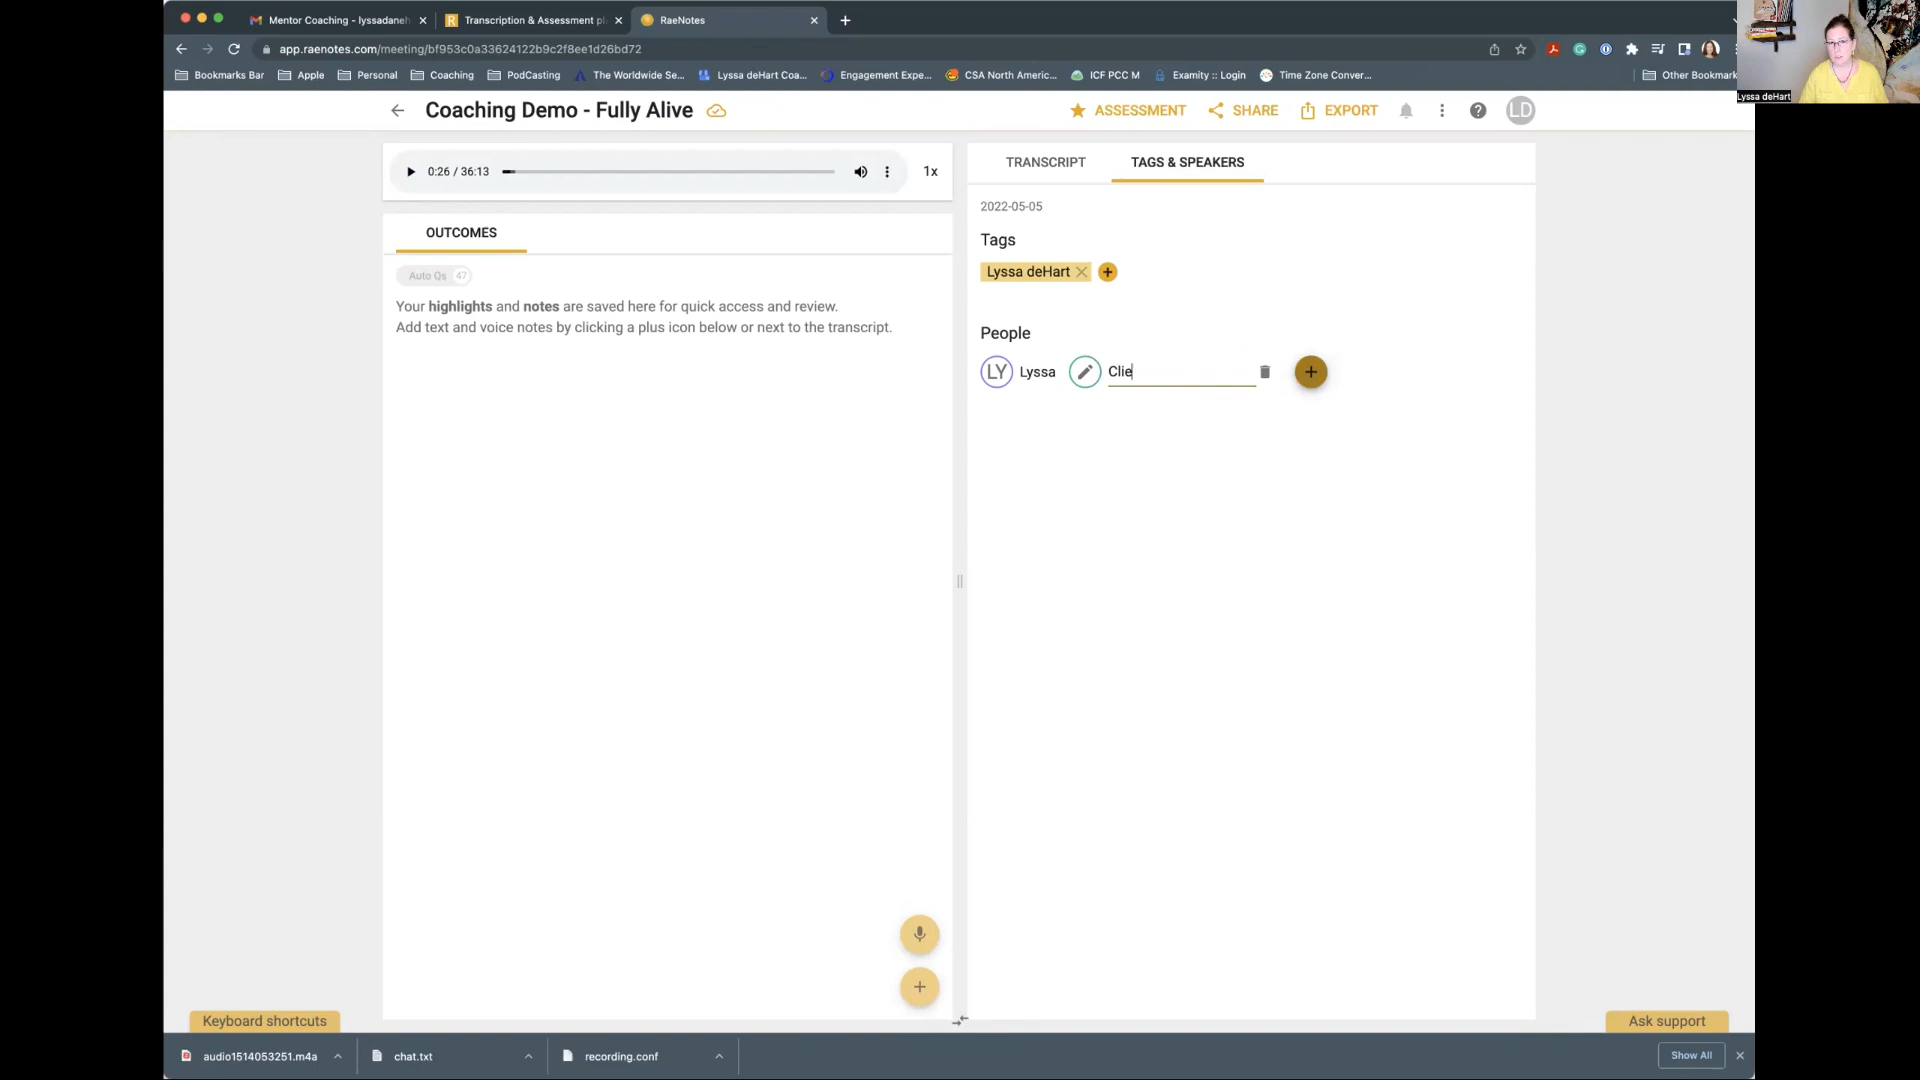 Mentor Coaching - lyssadaneh
Transcription & Assessment pl
RaeNotes
app.raenotes.com/meeting/bf953c0a33624122b9c2f8ee1d26bd72
Bookmarks Bar
Apple
Personal
Coaching
PodCasting
The Worldwide Se...
Lyssa deHart Coa...
Engagement Expe...
CSA North Americ...
ICF PCC M
Examity :: Login
Time Zone Conver...
Other Bookmark
Lyssa deHart
Coaching Demo - Fully Alive
ASSESSMENT
SHARE
EXPORT
LD
0:26 / 36:13
1x
TRANSCRIPT
TAGS & SPEAKERS
OUTCOMES
Auto Qs 47
Your highlights and notes are saved here for quick access and review.
Add text and voice notes by clicking a plus icon below or next to the transcript.
2022-05-05
Tags
Lyssa deHart
People
LY Lyssa
Clie
Keyboard shortcuts
Ask support
audio1514053251.m4a
chat.txt
recording.conf
Show All